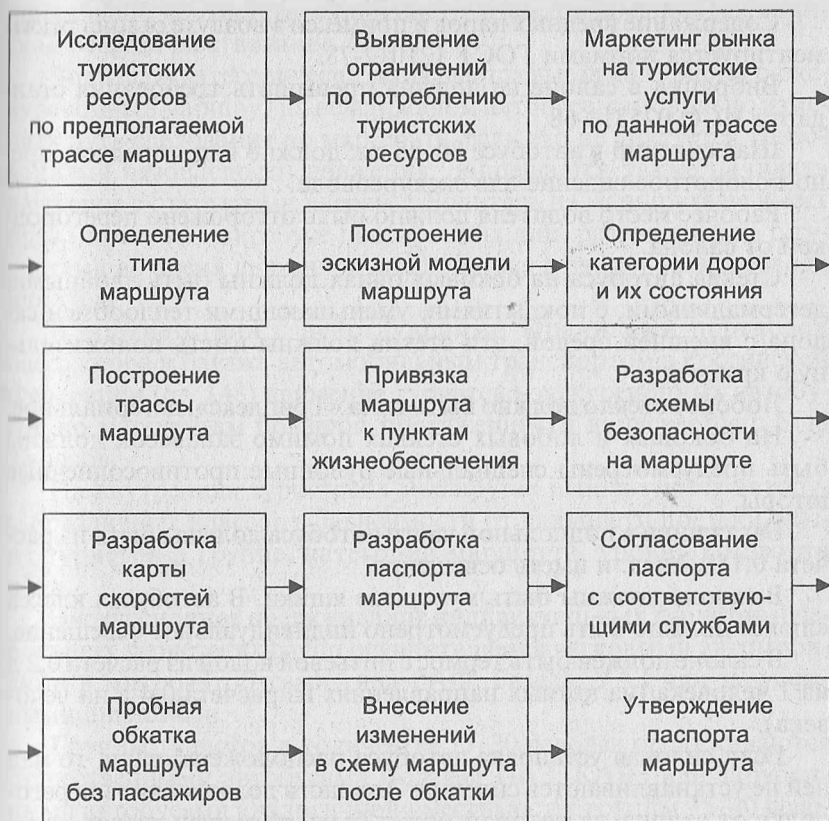 Исследование
туристских
ресурсов
по предполагаемой
трассе маршрута
Выявление
ограничений
по потреблению
туристских
ресурсов
Маркетинг рынка
на туристские
услуги
по данной трассе
маршрута
Определение
типа
маршрута
Построение
эскизной модели
маршрута
Определение
категории дорог
и их состояния
Построение
трассы
маршрута
Привязка
маршрута
к пунктам
жизнеобеспечения
Разработка
схемы
безопасности
на маршруте
Разработка
карты
скоростей
маршрута
Разработка
паспорта
маршрута
Согласование
паспорта
с соответствую-
щими службами
Пробная
обкатка
маршрута
без пассажиров
Внесение
изменений
в схему маршрута
после обкатки
Утверждение
паспорта
маршрута